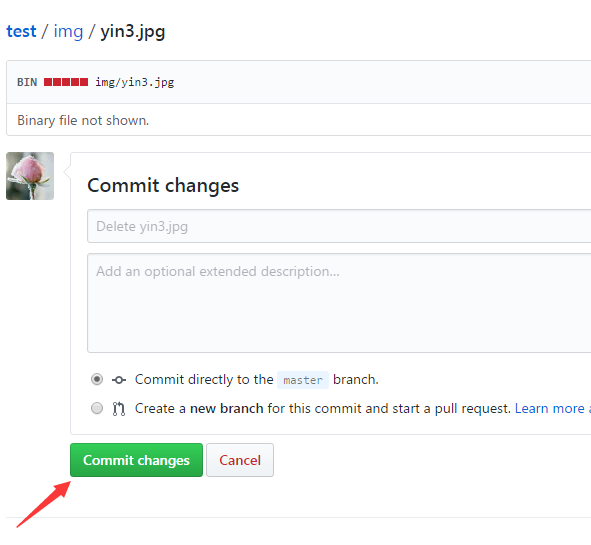 test / img / yin3.jpg
BIN img/yin3.jpg
Binary file not shown.
Commit changes
Delete yin3.jpg
Add an optional extended description...
Commit directly to the master branch.
Create a new branch for this commit and start a pull request. Learn more
Commit changes Cancel